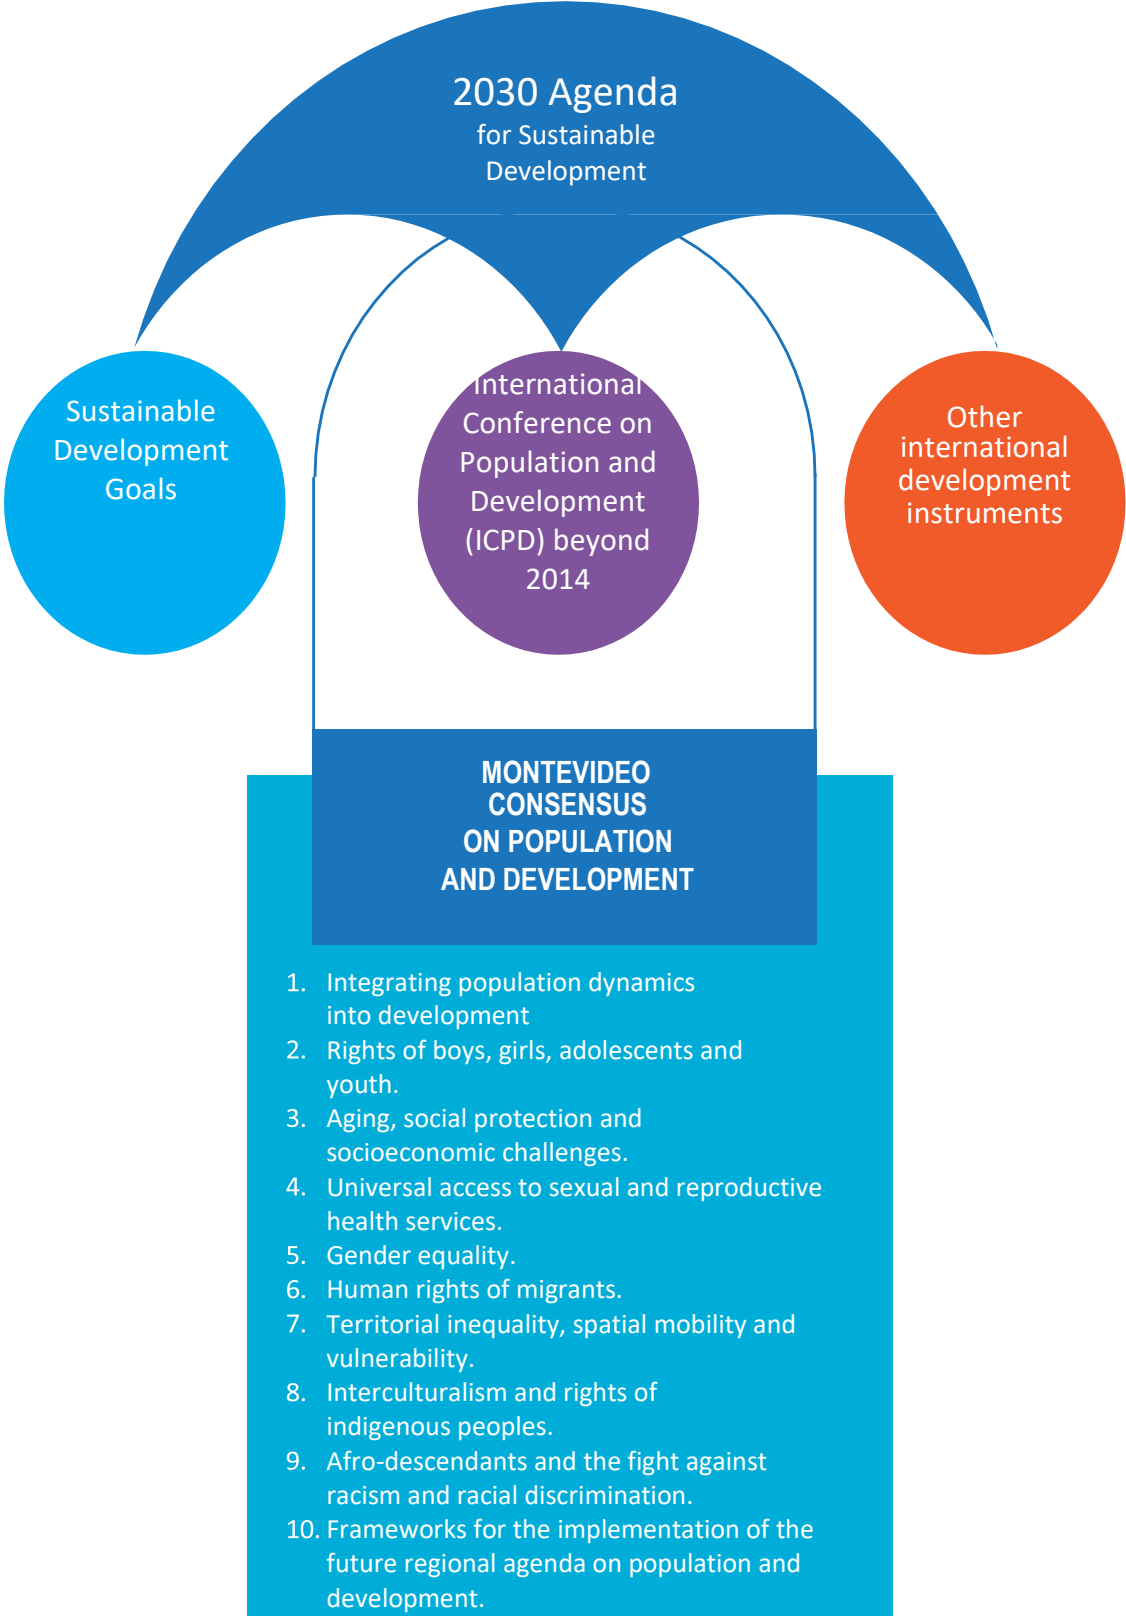 2030 Agenda
for Sustainable
Development
Sustainable
Development
Goals
International
Conference on
Population and
Development
(ICPD) beyond
2014
Other
international
development
instruments
MONTEVIDEO
CONSENSUS
ON POPULATION
AND DEVELOPMENT
1. Integrating population dynamics
into development
2. Rights of boys, girls, adolescents and
youth.
3. Aging, social protection and
socioeconomic challenges.
4. Universal access to sexual and reproductive
health services.
5. Gender equality.
6. Human rights of migrants.
7. Territorial inequality, spatial mobility and
vulnerability.
8. Interculturalism and rights of
indigenous peoples.
9. Afro-descendants and the fight against
racism and racial discrimination.
10. Frameworks for the implementation of the
future regional agenda on population and
development.